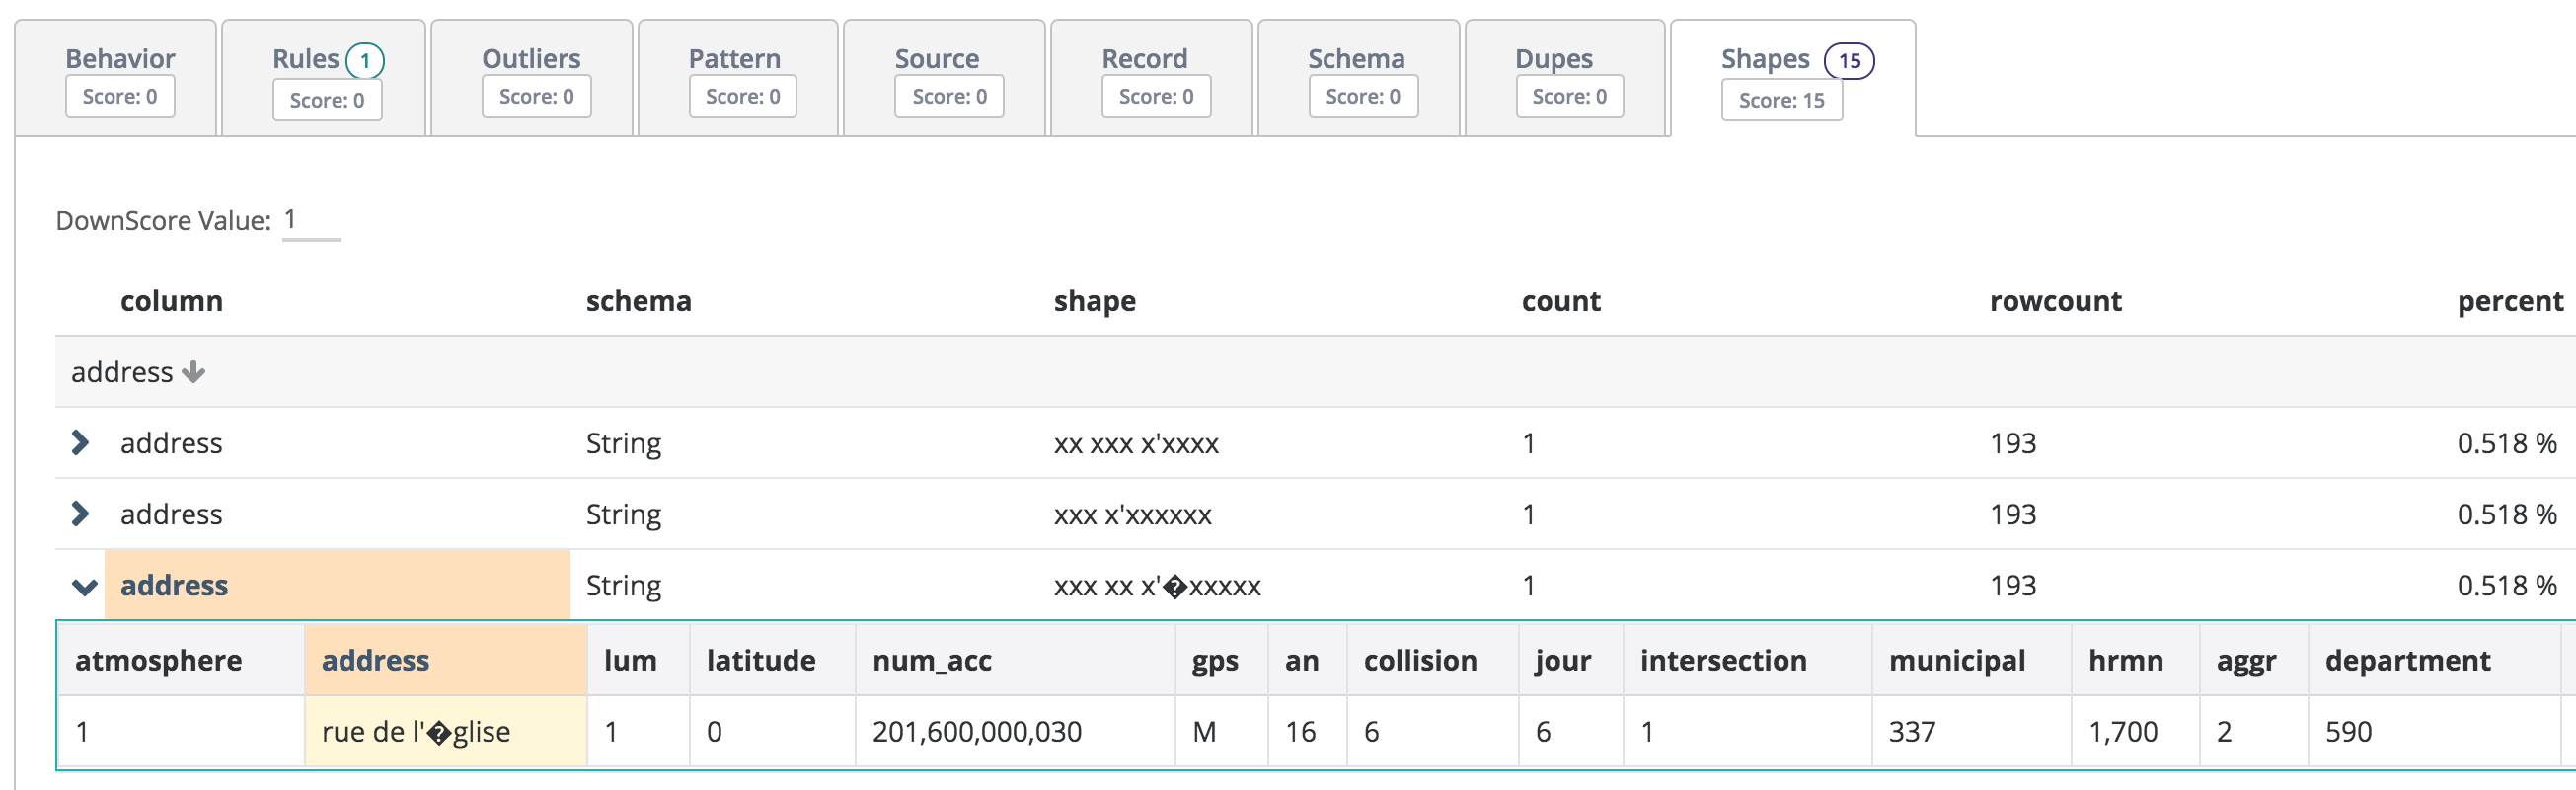 Behavior Rules 1 Outliers Pattern Source Record Schema Dupes Shapes 15
Score: 0 Score: 0 Score: 0 Score: 0 Score: 0 Score: 0 Score: 0 Score: 0 Score: 15
DownScore Value: 1
column schema shape count rowcount percent
address
address String xx xxx x'xxxx 1 193 0.518 %
address String xxx x'xxxxxx 1 193 0.518 %
address String xxx xx x'�xxxxx 1 193 0.518 %
atmosphere address lum latitude num_acc gps an collision jour intersection municipal hrmn aggr department
1 rue de l'�glise 1 0 201,600,000,030 M 16 6 6 1 337 1,700 2 590